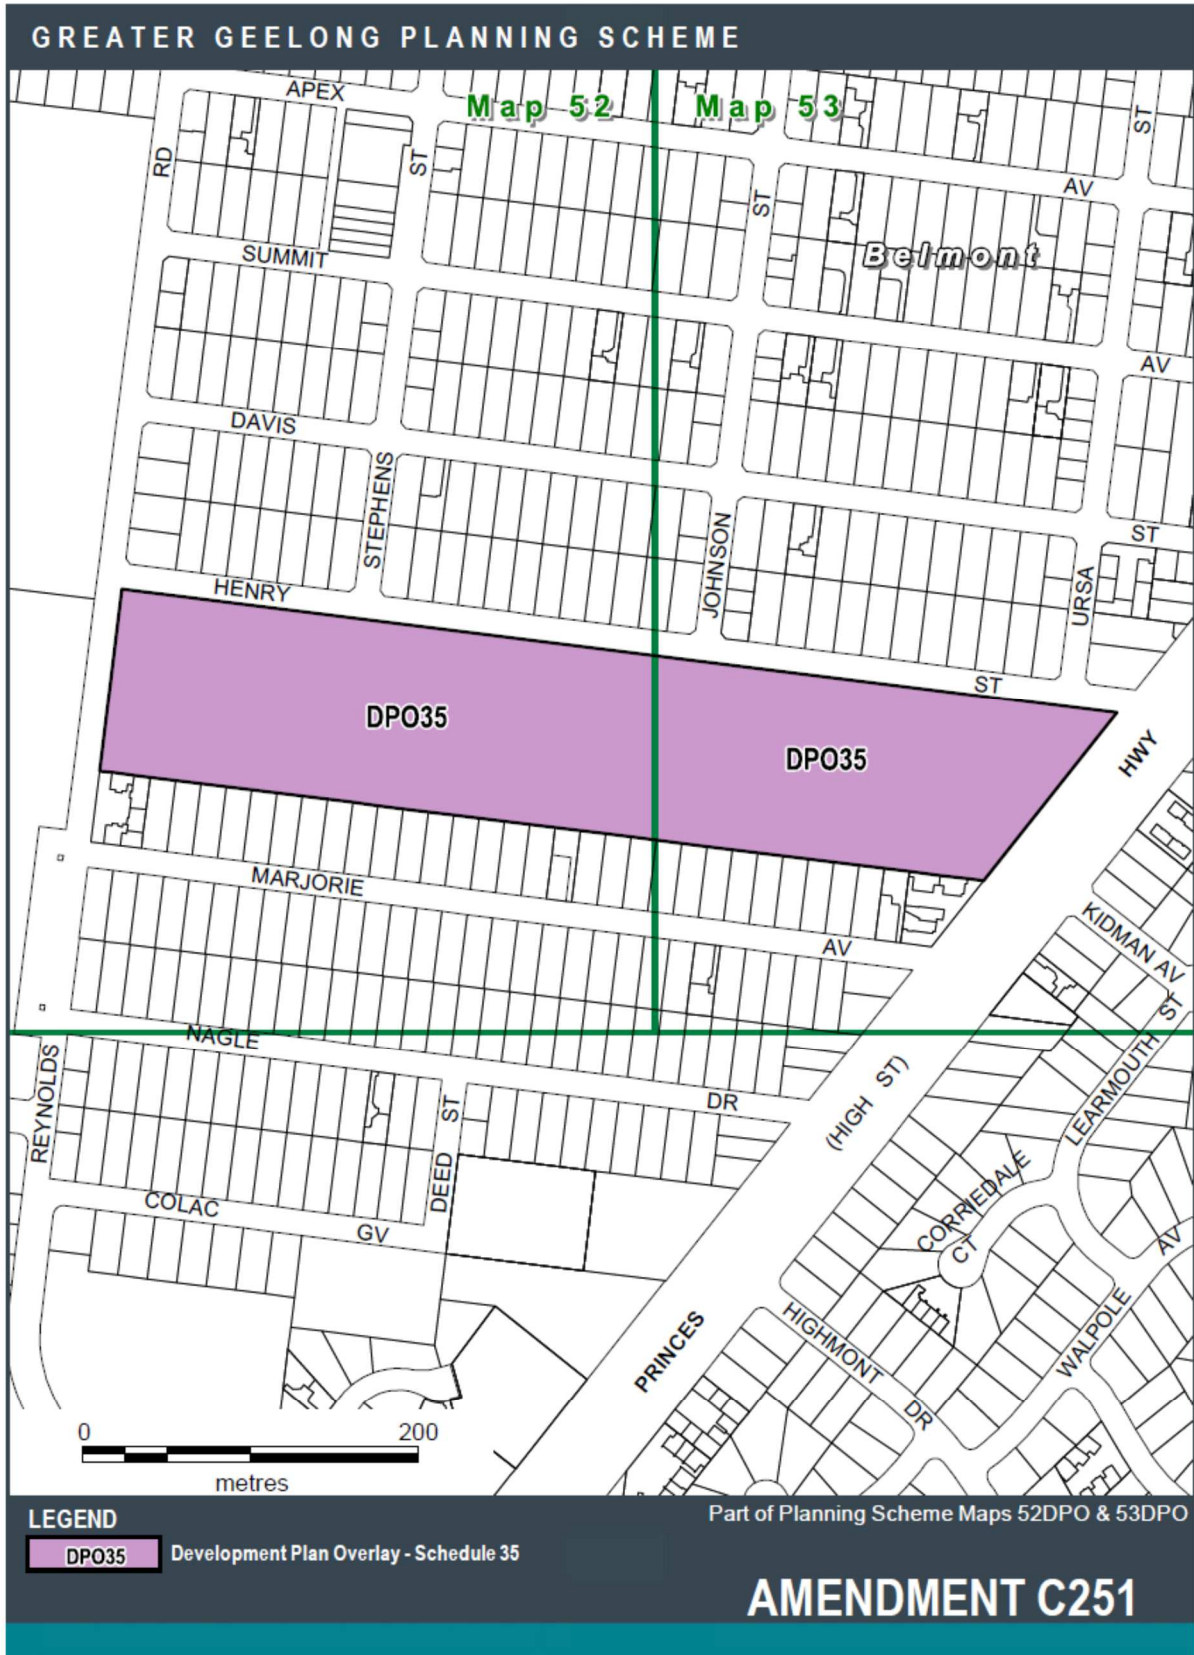 GREATER GEELONG PLANNING SCHEME
APEX
Map 52
Map 53
ST
RD
ST
ST
AV
SUMMIT
Belmont
AV
DAVIS
STEPHENS
JOHNSON
ST
URSA
HENRY
ST
DPO35
DPO35
HWY
MARJORIE
AV
KIDMAN AV
ST
NAGLE
REYNOLDS
LEARMOUTH
(HIGH ST)
DR
DEED ST
CORRIEDALE
CT
COLAC
GV
AV
WALPOLE
PRINCES
HIGHMONT
DR
0 200
metres
LEGEND
Part of Planning Scheme Maps 52DPO & 53DPO
DPO35 Development Plan Overlay - Schedule 35
AMENDMENT C251